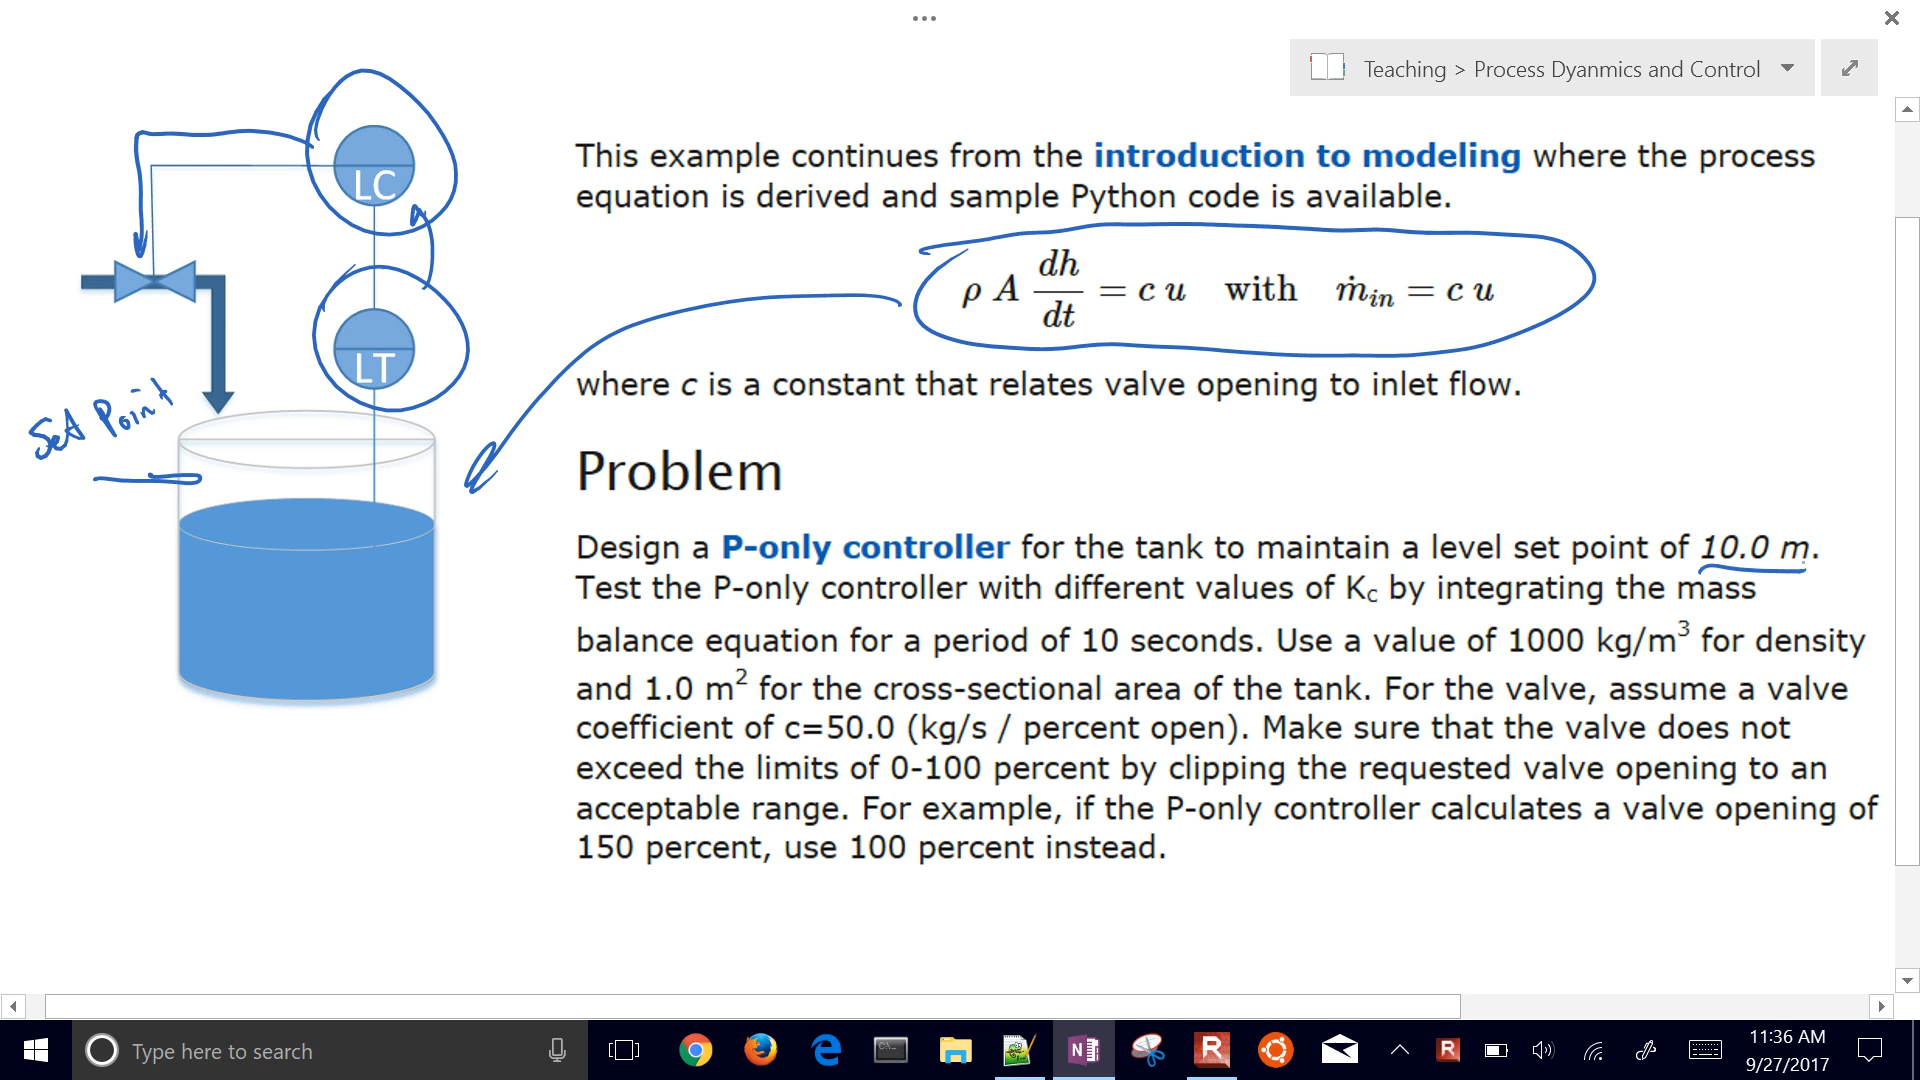 Teaching > Process Dyanmics and Control
This example continues from the introduction to modeling where the process
equation is derived and sample Python code is available.
ρ A dh/dt = c u with ṁin = c u
where c is a constant that relates valve opening to inlet flow.
LC
LT
Set Point
Problem
Design a P-only controller for the tank to maintain a level set point of 10.0 m.
Test the P-only controller with different values of Kc by integrating the mass
balance equation for a period of 10 seconds. Use a value of 1000 kg/m³ for density
and 1.0 m² for the cross-sectional area of the tank. For the valve, assume a valve
coefficient of c=50.0 (kg/s / percent open). Make sure that the valve does not
exceed the limits of 0-100 percent by clipping the requested valve opening to an
acceptable range. For example, if the P-only controller calculates a valve opening of
150 percent, use 100 percent instead.
Type here to search
N
R
R
11:36 AM
9/27/2017